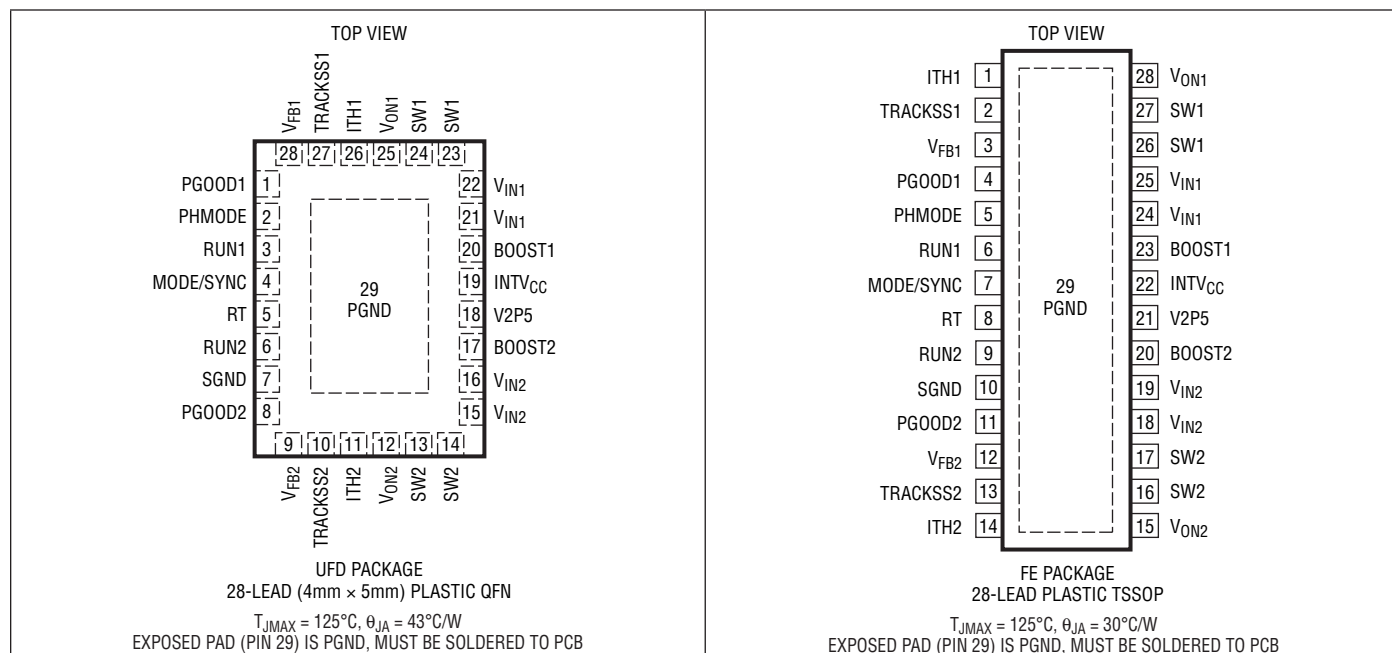 TOP VIEW
VFB1
TRACKSS1
ITH1
VON1
SW1
SW1
28 27 26 25 24 23
PGOOD1 1
PHMODE 2
RUN1 3
MODE/SYNC 4
RT 5
RUN2 6
SGND 7
PGOOD2 8
29
PGND
22 VIN1
21 VIN1
20 BOOST1
19 INTVCC
18 V2P5
17 BOOST2
16 VIN2
15 VIN2
9 10 11 12 13 14
VFB2
TRACKSS2
ITH2
VON2
SW2
SW2
UFD PACKAGE
28-LEAD (4mm × 5mm) PLASTIC QFN
TJMAX = 125°C, θJA = 43°C/W
EXPOSED PAD (PIN 29) IS PGND, MUST BE SOLDERED TO PCB
TOP VIEW
ITH1 1
TRACKSS1 2
VFB1 3
PGOOD1 4
PHMODE 5
RUN1 6
MODE/SYNC 7
RT 8
RUN2 9
SGND 10
PGOOD2 11
VFB2 12
TRACKSS2 13
ITH2 14
29
PGND
28 VON1
27 SW1
26 SW1
25 VIN1
24 VIN1
23 BOOST1
22 INTVCC
21 V2P5
20 BOOST2
19 VIN2
18 VIN2
17 SW2
16 SW2
15 VON2
FE PACKAGE
28-LEAD PLASTIC TSSOP
TJMAX = 125°C, θJA = 30°C/W
EXPOSED PAD (PIN 29) IS PGND, MUST BE SOLDERED TO PCB